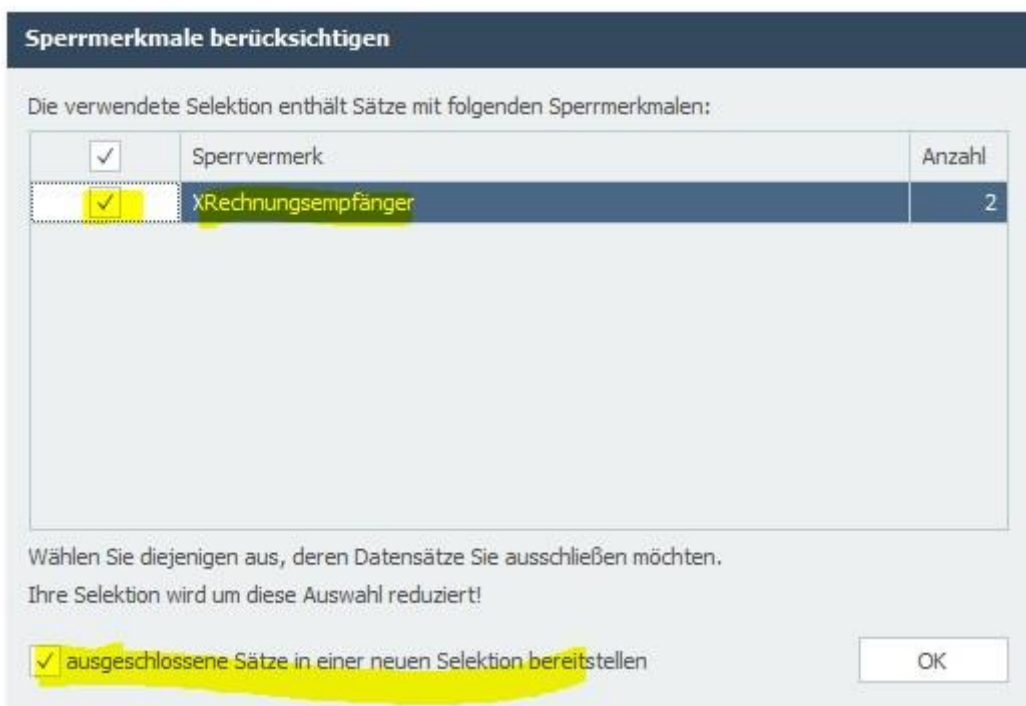 Sperrmerkmale berücksichtigen
Die verwendete Selektion enthält Sätze mit folgenden Sperrmerkmalen:
Sperrvermerk Anzahl
XRechnungsempfänger 2
Wählen Sie diejenigen aus, deren Datensätze Sie ausschließen möchten.
Ihre Selektion wird um diese Auswahl reduziert!
ausgeschlossene Sätze in einer neuen Selektion bereitstellen OK